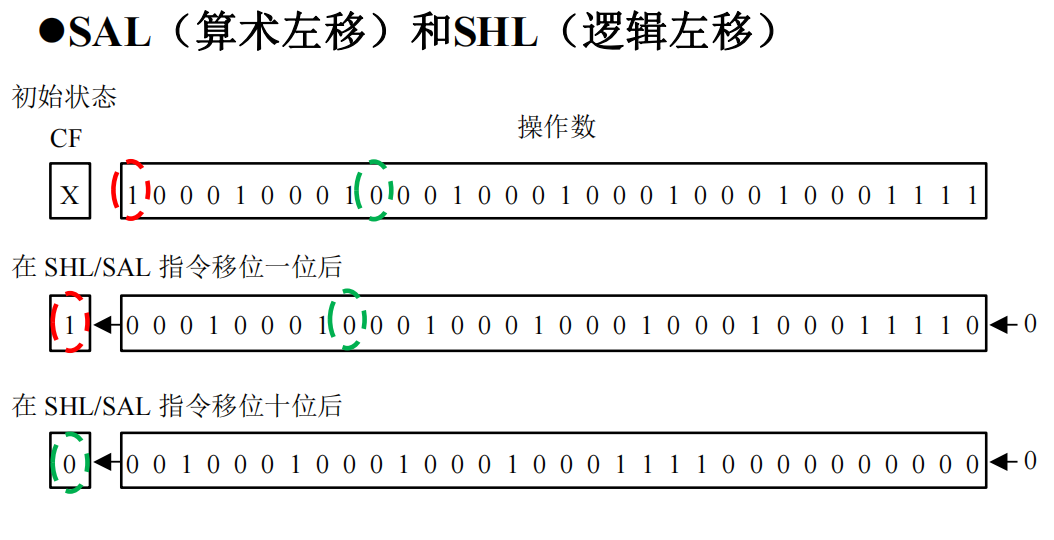 ●SAL（算术左移）和SHL（逻辑左移）
初始状态
CF
操作数
X 1 0 0 0 1 0 0 0 1 0 0 0 1 0 0 0 1 0 0 0 1 0 0 0 1 0 0 0 1 1 1 1
在 SHL/SAL 指令移位一位后
1 0 0 0 1 0 0 0 1 0 0 0 1 0 0 0 1 0 0 0 1 0 0 0 1 0 0 0 1 1 1 1 0 0
在 SHL/SAL 指令移位十位后
0 0 0 1 0 0 0 1 0 0 0 1 0 0 0 1 0 0 0 1 1 1 1 0 0 0 0 0 0 0 0 0 0 0